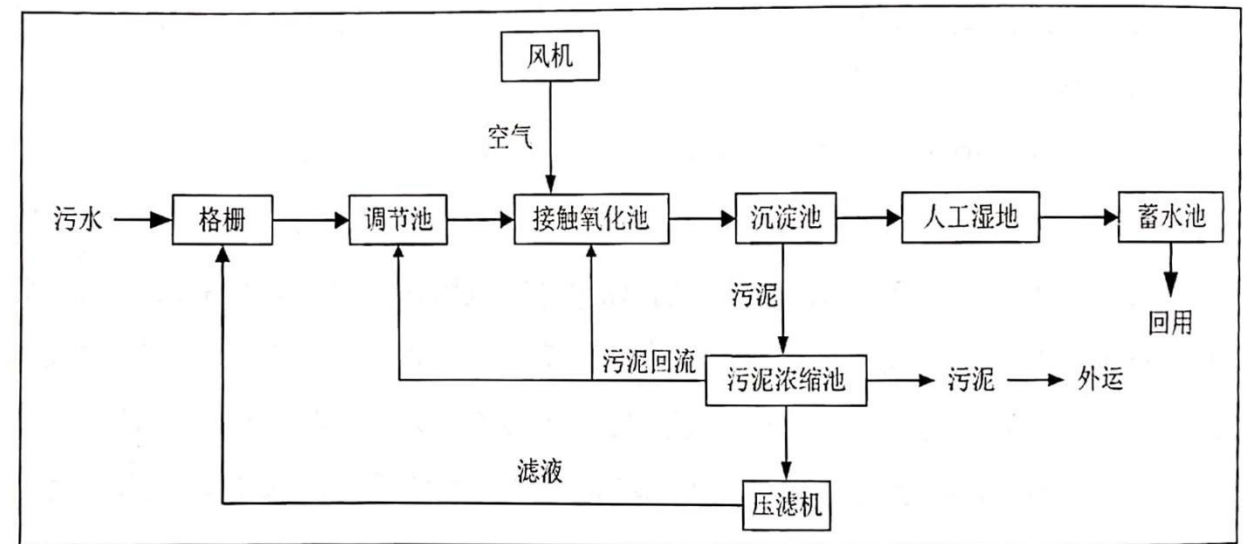 风机
空气
污水
格栅
调节池
接触氧化池
沉淀池
人工湿地
蓄水池
污泥
回用
污泥回流
污泥浓缩池
污泥
外运
滤液
压滤机